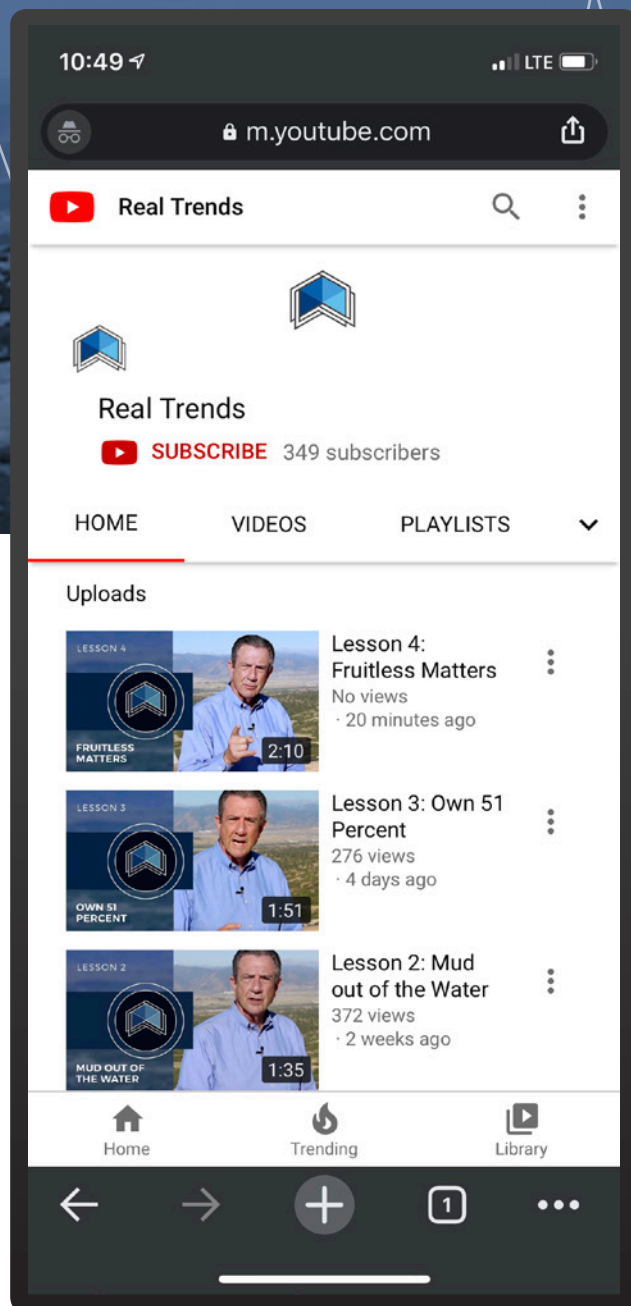 10:49
LTE
m.youtube.com
Real Trends
Real Trends
SUBSCRIBE 349 subscribers
HOME VIDEOS PLAYLISTS
Uploads
LESSON 4
FRUITLESS
MATTERS
2:10
Lesson 4:
Fruitless Matters
No views
· 20 minutes ago
LESSON 3
OWN 51
PERCENT
1:51
Lesson 3: Own 51
Percent
276 views
· 4 days ago
LESSON 2
MUD OUT OF
THE WATER
1:35
Lesson 2: Mud
out of the Water
372 views
· 2 weeks ago
Home Trending Library
1